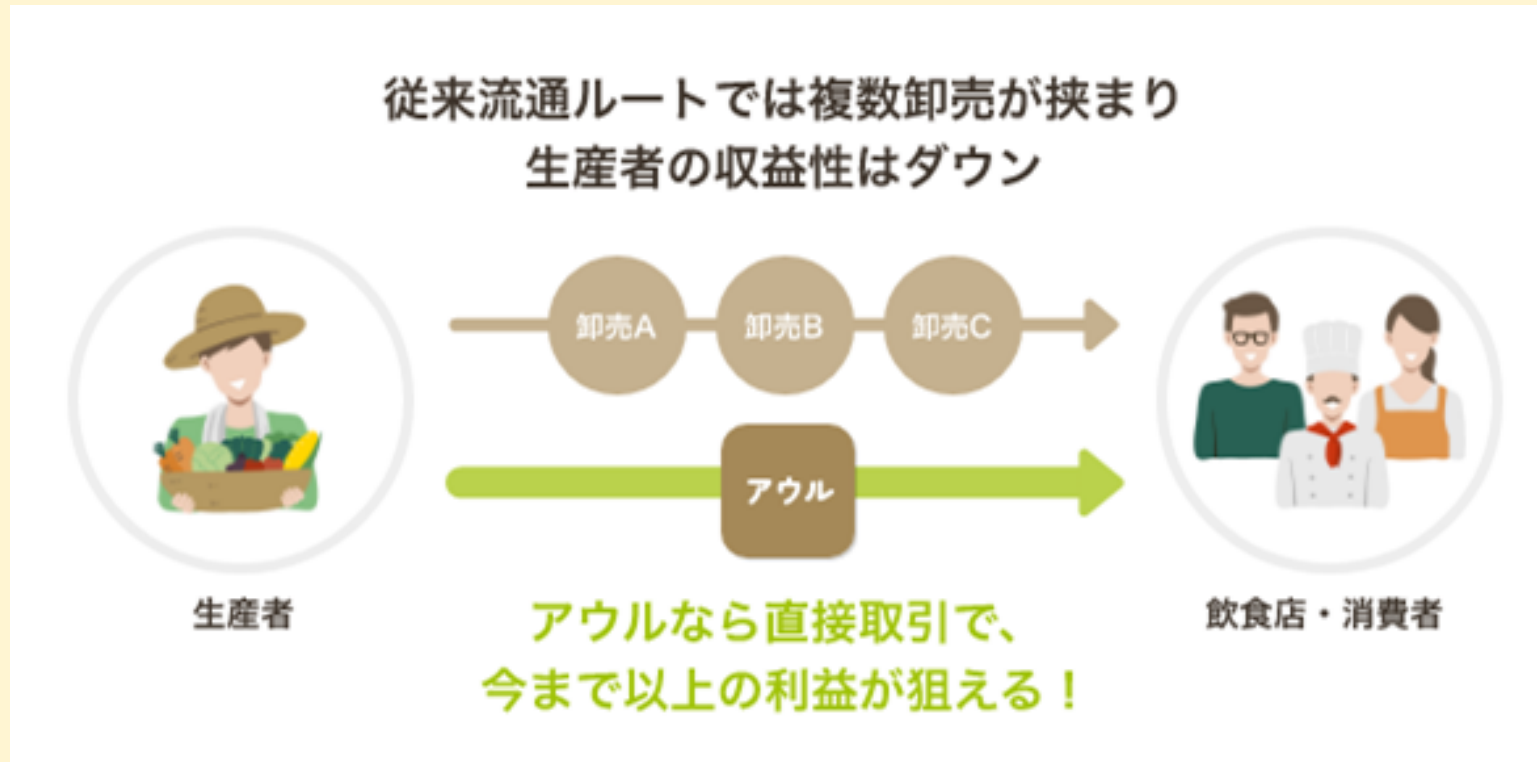 従来流通ルートでは複数卸売が挟まり
生産者の収益性はダウン
卸売A
卸売B
卸売C
アウル
生産者
アウルなら直接取引で、
今まで以上の利益が狙える！
飲食店・消費者